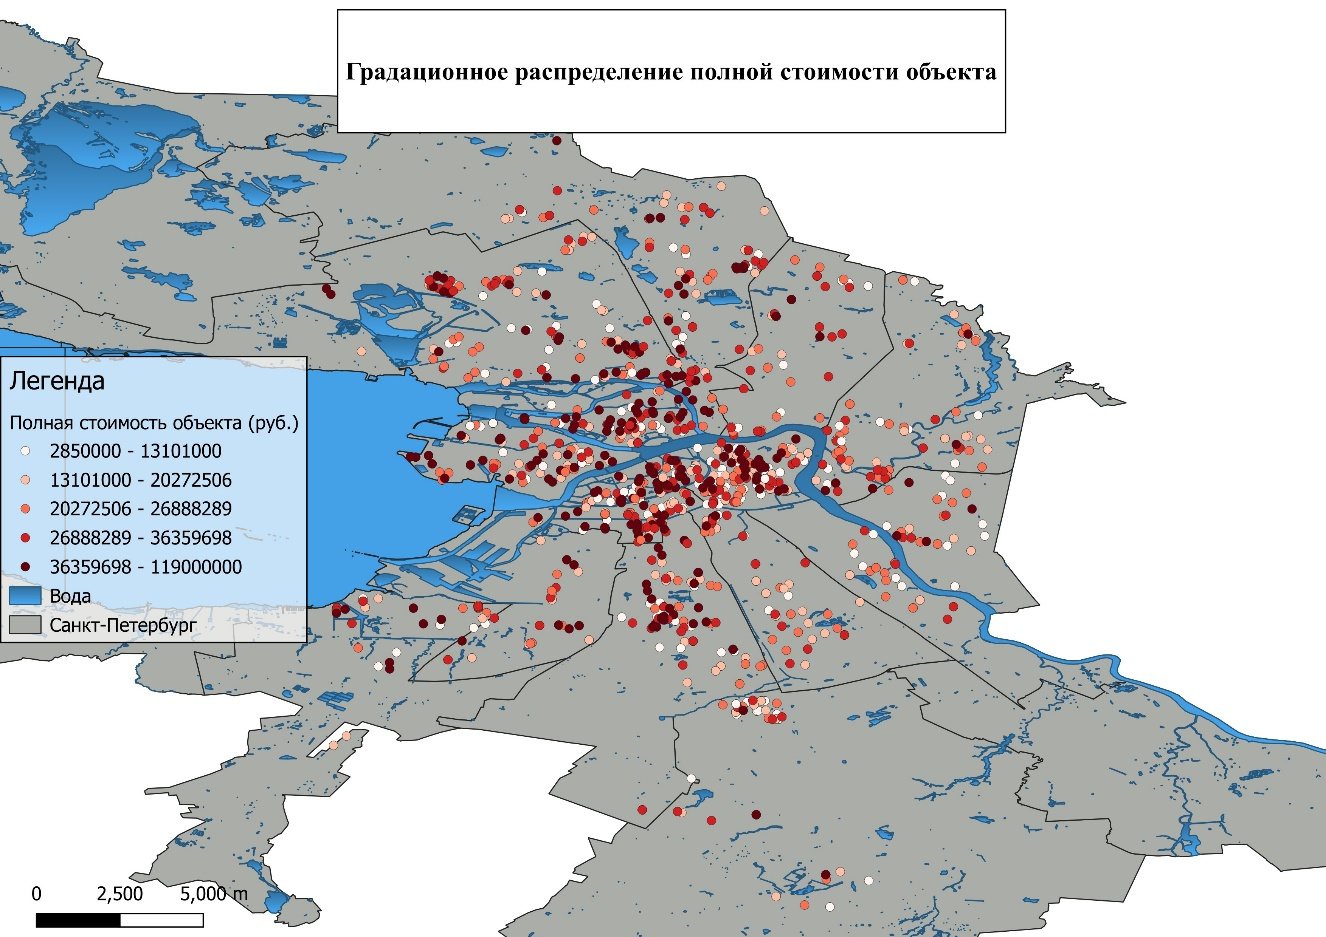 Градационное распределение полной стоимости объекта
Легенда
Полная стоимость объекта (руб.)
2850000 - 13101000
13101000 - 20272506
20272506 - 26888289
26888289 - 36359698
36359698 - 119000000
Вода
Санкт-Петербург
0 2,500 5,000 m